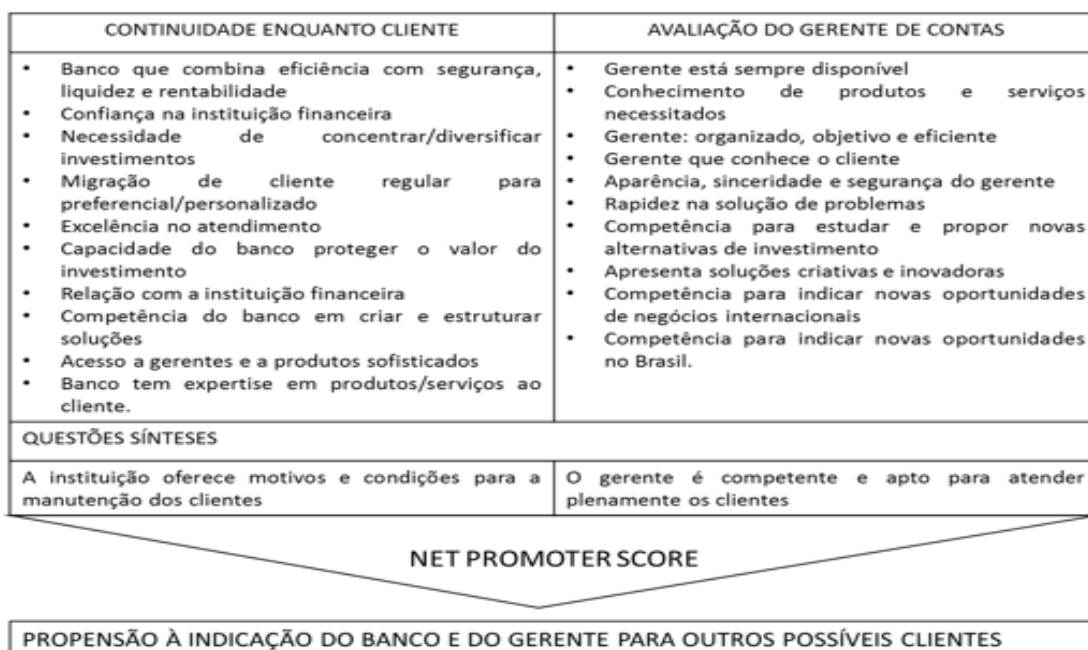 CONTINUIDADE ENQUANTO CLIENTE
• Banco que combina eficiência com segurança,
liquidez e rentabilidade
• Confiança na instituição financeira
• Necessidade de concentrar/diversificar
investimentos
• Migração de cliente regular para
preferencial/personalizado
• Excelência no atendimento
• Capacidade do banco proteger o valor do
investimento
• Relação com a instituição financeira
• Competência do banco em criar e estruturar
soluções
• Acesso a gerentes e a produtos sofisticados
• Banco tem expertise em produtos/serviços ao
cliente.
AVALIAÇÃO DO GERENTE DE CONTAS
• Gerente está sempre disponível
• Conhecimento de produtos e serviços
necessitados
• Gerente: organizado, objetivo e eficiente
• Gerente que conhece o cliente
• Aparência, sinceridade e segurança do gerente
• Rapidez na solução de problemas
• Competência para estudar e propor novas
alternativas de investimento
• Apresenta soluções criativas e inovadoras
• Competência para indicar novas oportunidades
de negócios internacionais
• Competência para indicar novas oportunidades
no Brasil.
QUESTÕES SÍNTESES
A instituição oferece motivos e condições para a
manutenção dos clientes
O gerente é competente e apto para atender
plenamente os clientes
NET PROMOTER SCORE
PROPENSÃO À INDICAÇÃO DO BANCO E DO GERENTE PARA OUTROS POSSÍVEIS CLIENTES